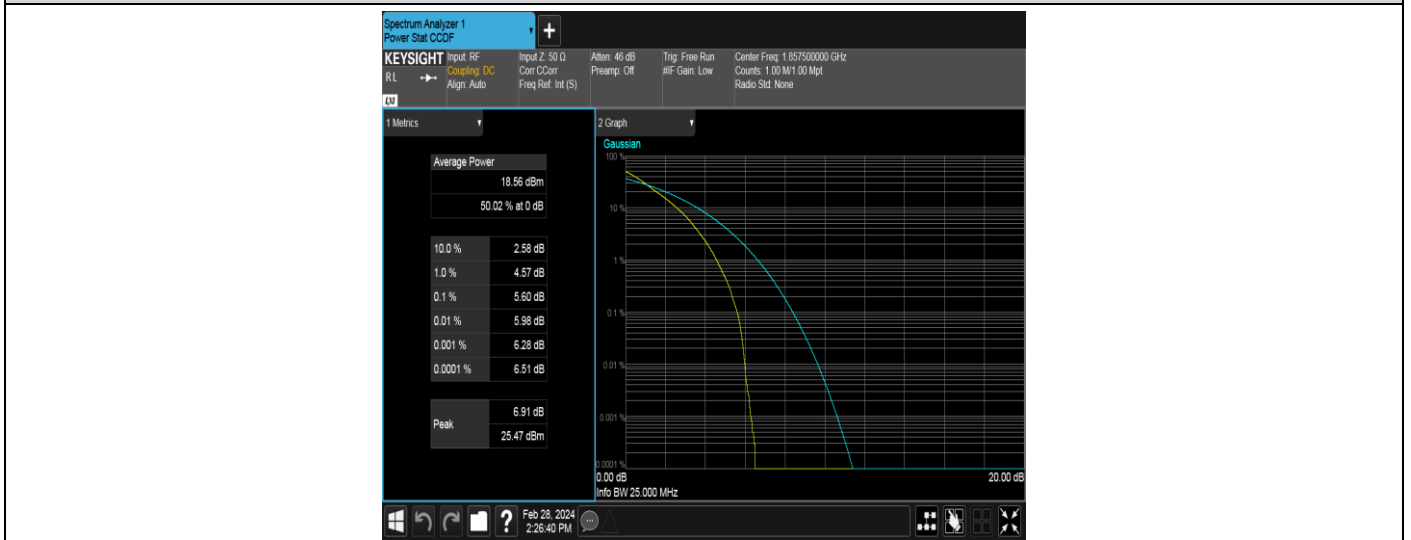 Spectrum Analyzer 1
Power Stat CCDF
+
KEYSIGHT
RL
LXI
Input: RF
Coupling: DC
Align: Auto
Input Z: 50 Ω
Corr CCorr
Freq Ref: Int (S)
Atten: 46 dB
Preamp: Off
Trig: Free Run
#IF Gain: Low
Center Freq: 1.857500000 GHz
Counts: 1.00 M/1.00 Mpt
Radio Std: None
1 Metrics
Average Power
18.56 dBm
50.02 % at 0 dB
10.0 % 2.58 dB
1.0 % 4.57 dB
0.1 % 5.60 dB
0.01 % 5.98 dB
0.001 % 6.28 dB
0.0001 % 6.51 dB
Peak
6.91 dB
25.47 dBm
2 Graph
Gaussian
100 %
10 %
1 %
0.1 %
0.01 %
0.001 %
0.0001 %
0.00 dB 20.00 dB
Info BW 25.000 MHz
?
Feb 28, 2024
2:26:40 PM